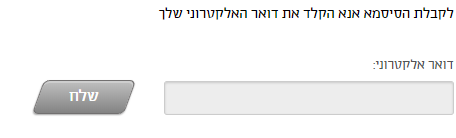 לקבלת הסיסמא אנא הקלד את דואר האלקטרוני שלך
דואר אלקטרוני:
שלח